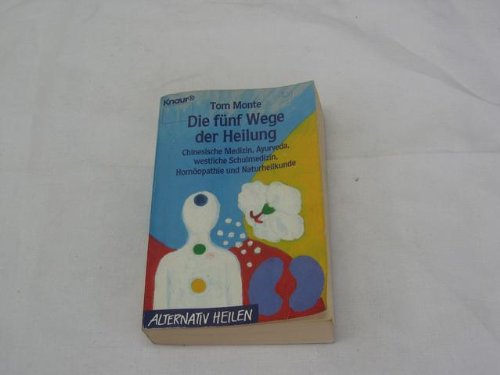 Knaur®
Tom Monte
Die fünf Wege
der Heilung
Chinesische Medizin, Ayurveda,
westliche Schulmedizin,
Homöopathie und Naturheilkunde
ALTERNATIV HEILEN